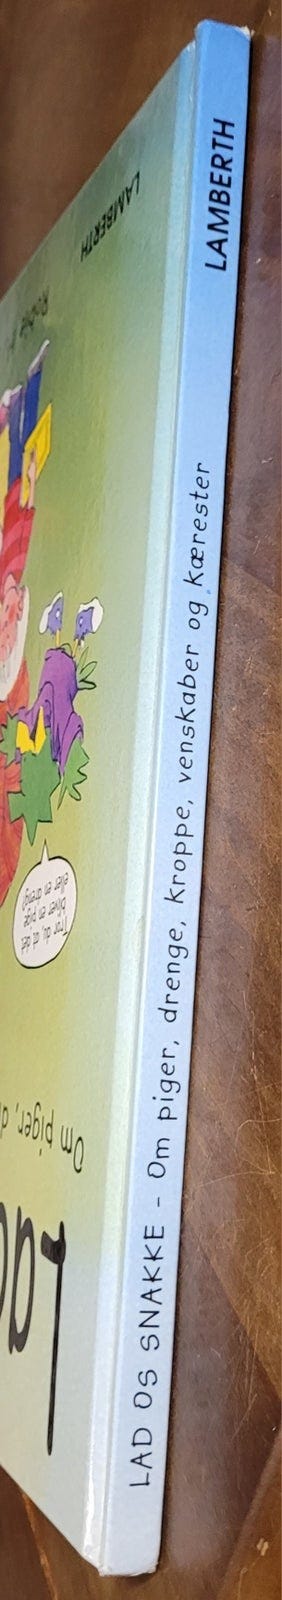 LAD OS SNAKKE - Om piger, drenge, kroppe, venskaber og kærester
LAMBERTH
La
Om piger, d
Tror du, at det
bliver en pige
eller en dreng?
LAMBERTH